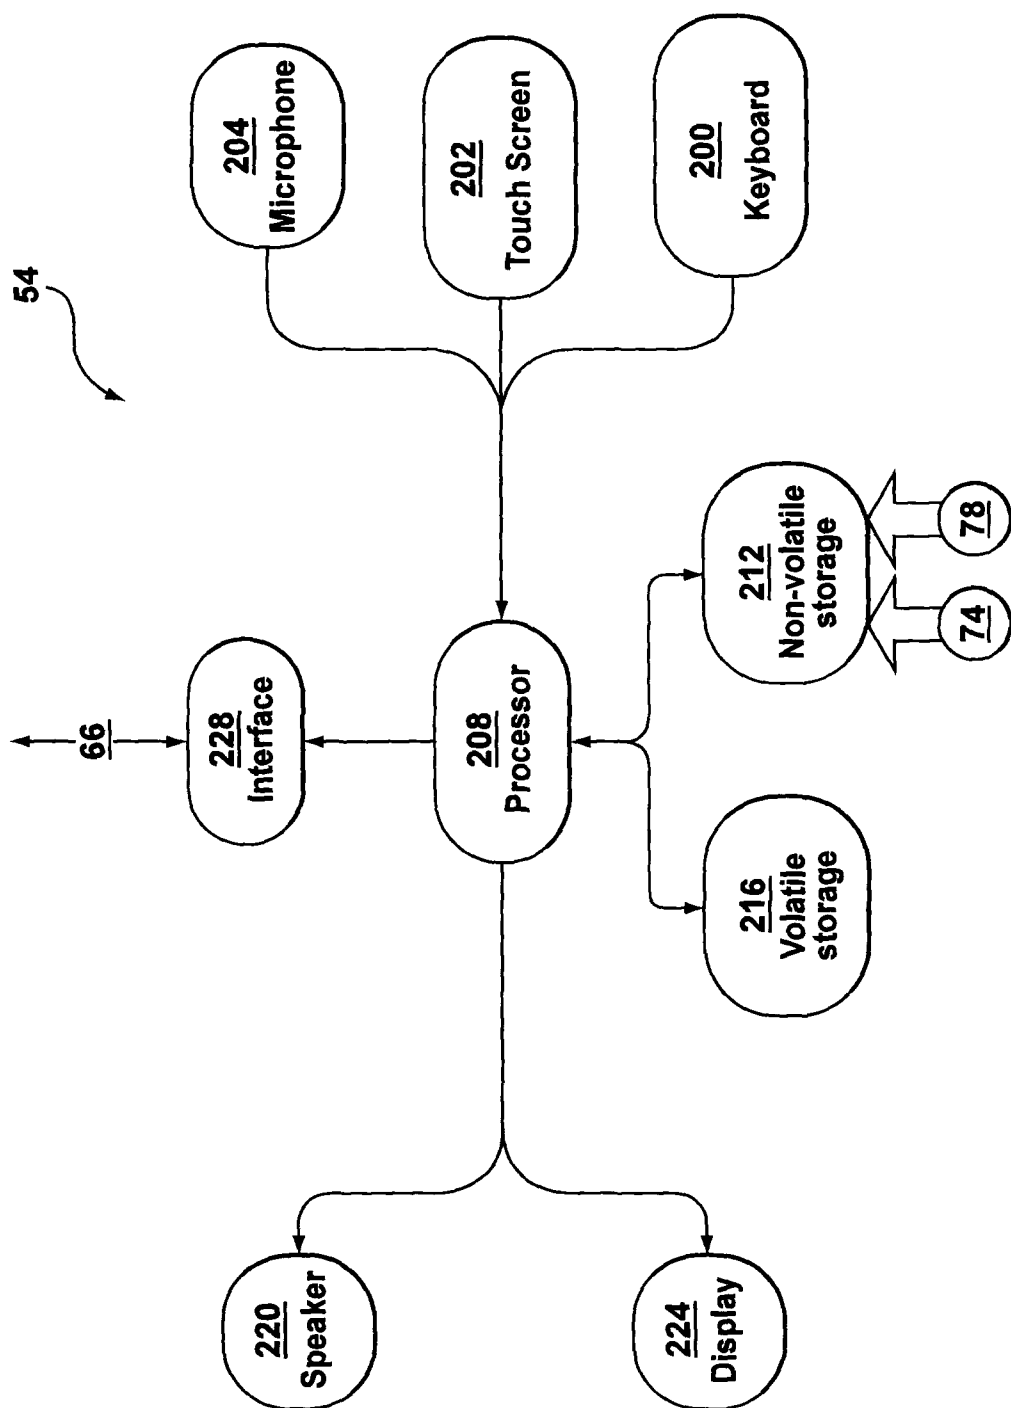 54
204
Microphone
202
Touch Screen
200
Keyboard
66
228
Interface
208
Processor
212
Non-volatile
storage
78
74
216
Volatile
storage
220
Speaker
224
Display